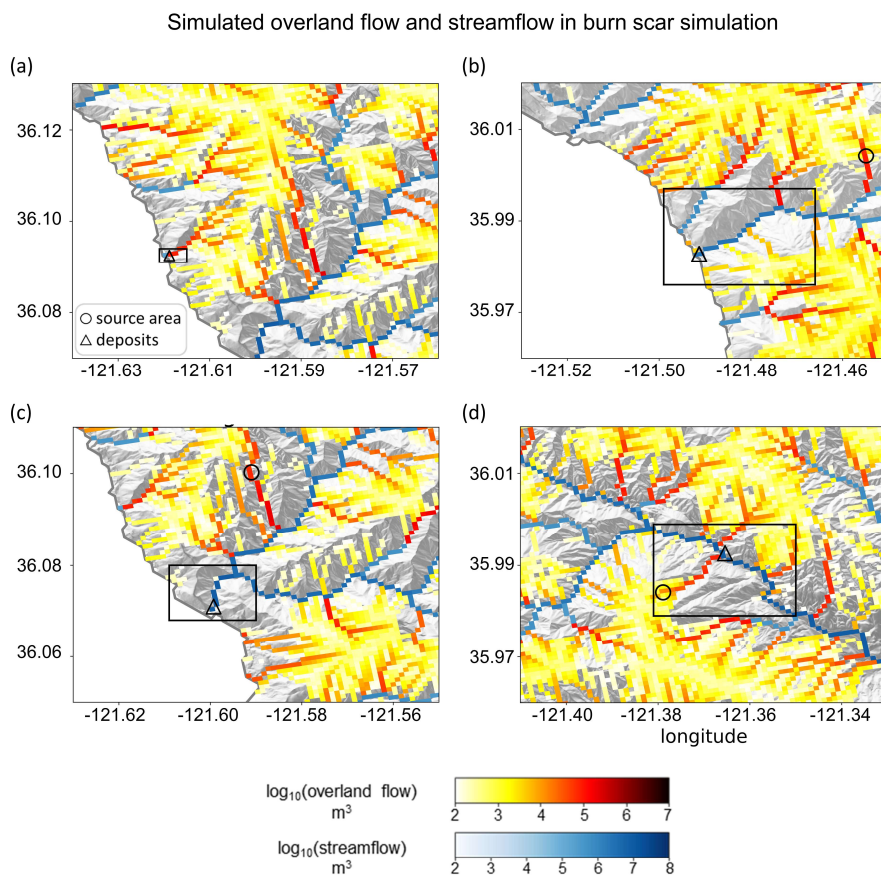 Simulated overland flow and streamflow in burn scar simulation
(a)
(b)
36.12
36.10
36.08
○ source area
△ deposits
-121.63 -121.61 -121.59 -121.57
36.01
35.99
35.97
-121.52 -121.50 -121.48 -121.46
(c)
(d)
36.10
36.08
36.06
-121.62 -121.60 -121.58 -121.56
36.01
35.99
35.97
-121.40 -121.38 -121.36 -121.34
longitude
log₁₀(overland flow)
m³
2 3 4 5 6 7
log₁₀(streamflow)
m³
2 3 4 5 6 7 8